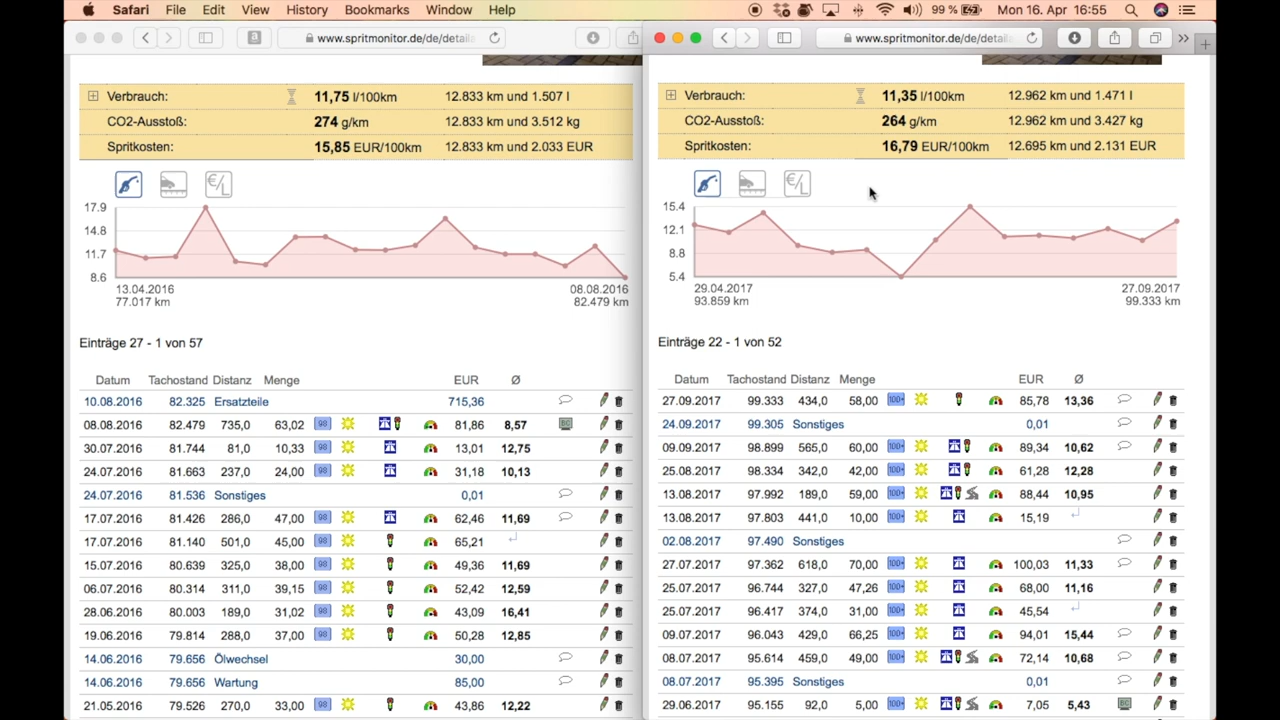 Safari File Edit View History Bookmarks Window Help 99 % Mon 16. Apr 16:55
www.spritmonitor.de/de/detaila
Verbrauch: 11,75 l/100km 12.833 km und 1.507 l
CO2-Ausstoß: 274 g/km 12.833 km und 3.512 kg
Spritkosten: 15,85 EUR/100km 12.833 km und 2.033 EUR
€/L
17.9
14.8
11.7
8.6
13.04.2016 08.08.2016
77.017 km 82.479 km
Einträge 27 - 1 von 57
Datum Tachostand Distanz Menge EUR Ø
10.08.2016 82.325 Ersatzteile 715,36
08.08.2016 82.479 735,0 63,02 98 81,86 8,57 BC
30.07.2016 81.744 81,0 10,33 98 13,01 12,75
24.07.2016 81.663 237,0 24,00 98 31,18 10,13
24.07.2016 81.536 Sonstiges 0,01
17.07.2016 81.426 286,0 47,00 98 62,46 11,69
17.07.2016 81.140 501,0 45,00 98 65,21
15.07.2016 80.639 325,0 38,00 98 49,36 11,69
06.07.2016 80.314 311,0 39,15 98 52,42 12,59
28.06.2016 80.003 189,0 31,02 98 43,09 16,41
19.06.2016 79.814 288,0 37,00 98 50,28 12,85
14.06.2016 79.656 Ölwechsel 30,00
14.06.2016 79.656 Wartung 85,00
21.05.2016 79.526 270,0 33,00 98 43,86 12,22
www.spritmonitor.de/de/detaila
Verbrauch: 11,35 l/100km 12.962 km und 1.471 l
CO2-Ausstoß: 264 g/km 12.962 km und 3.427 kg
Spritkosten: 16,79 EUR/100km 12.695 km und 2.131 EUR
€/L
15.4
12.1
8.8
5.4
29.04.2017 27.09.2017
93.859 km 99.333 km
Einträge 22 - 1 von 52
Datum Tachostand Distanz Menge EUR Ø
27.09.2017 99.333 434,0 58,00 100+ 85,78 13,36
24.09.2017 99.305 Sonstiges 0,01
09.09.2017 98.899 565,0 60,00 100+ 89,34 10,62
25.08.2017 98.334 342,0 42,00 100+ 61,28 12,28
13.08.2017 97.992 189,0 59,00 100+ 88,44 10,95
13.08.2017 97.803 441,0 10,00 100+ 15,19
02.08.2017 97.490 Sonstiges
27.07.2017 97.362 618,0 70,00 100+ 100,03 11,33
25.07.2017 96.744 327,0 47,26 100+ 68,00 11,16
25.07.2017 96.417 374,0 31,00 100+ 45,54
09.07.2017 96.043 429,0 66,25 100+ 94,01 15,44
08.07.2017 95.614 459,0 49,00 100+ 72,14 10,68
08.07.2017 95.395 Sonstiges 0,01
29.06.2017 95.155 92,0 5,00 100+ 7,05 5,43 BC